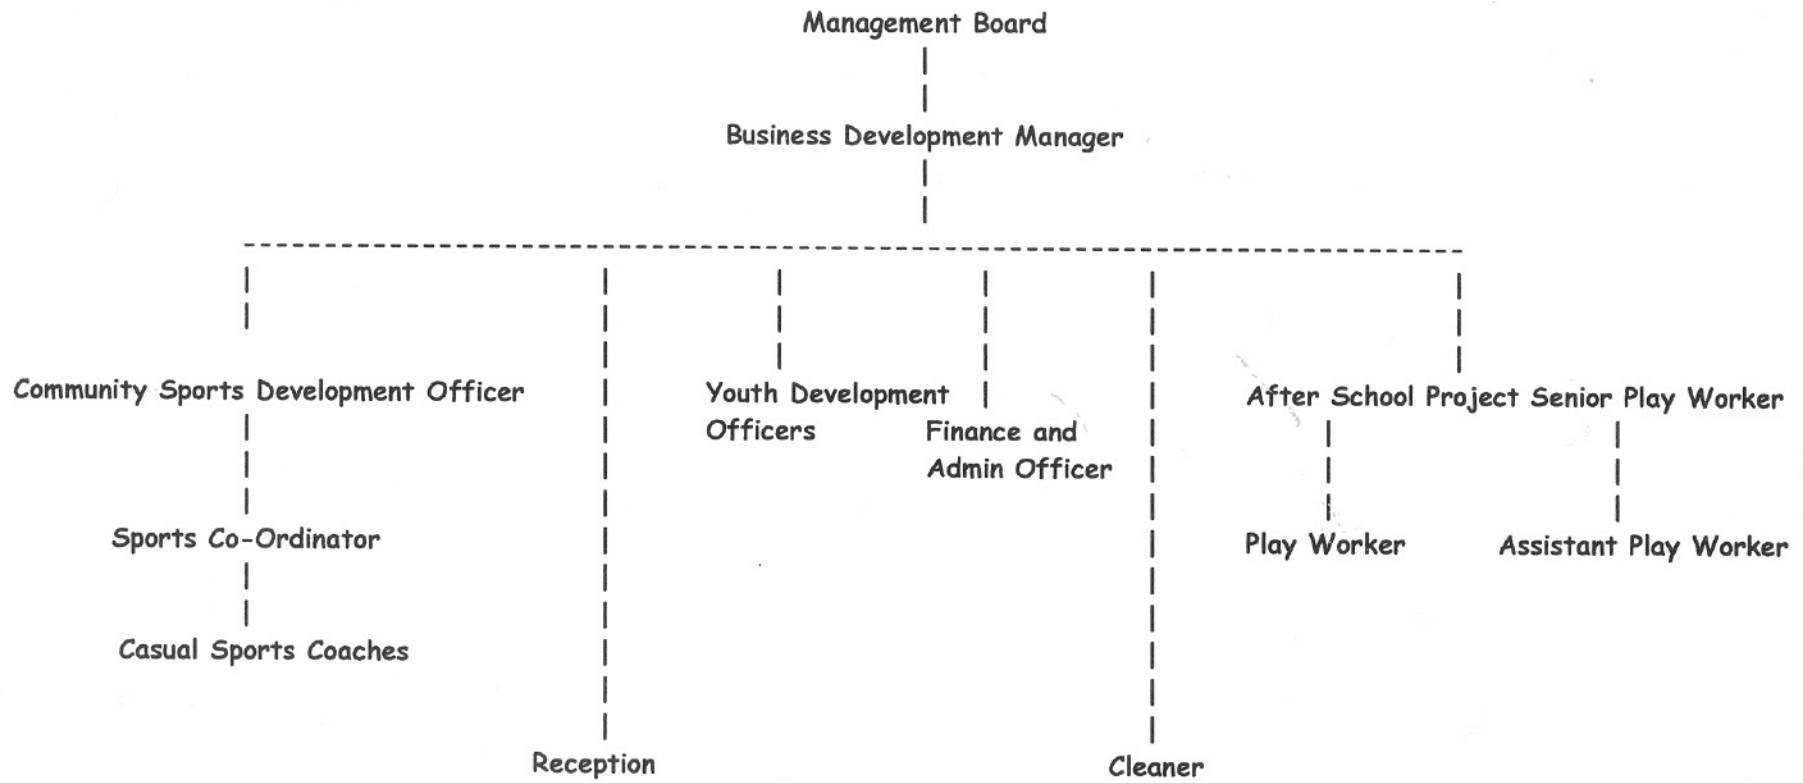 Management Board
Business Development Manager
Community Sports Development Officer
Youth Development
Officers
Finance and
Admin Officer
After School Project Senior Play Worker
Sports Co-Ordinator
Play Worker
Assistant Play Worker
Casual Sports Coaches
Reception
Cleaner